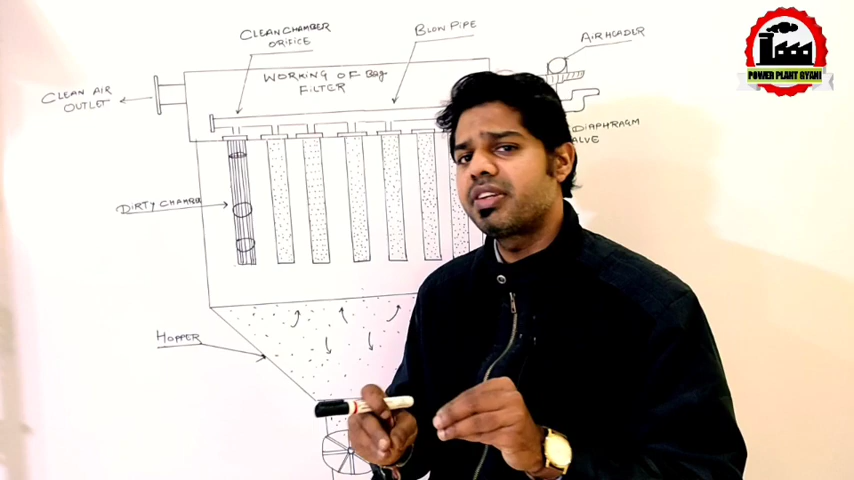 CLEAN CHAMBER
ORIFICE
BLOW PIPE
AIR HEADER
POWER PLANT GYANI
WORKING OF Bag
FILTER
CLEAN AIR
OUTLET
DIAPHRAGM
ALVE
DIRTY CHAMBER
HOPPER